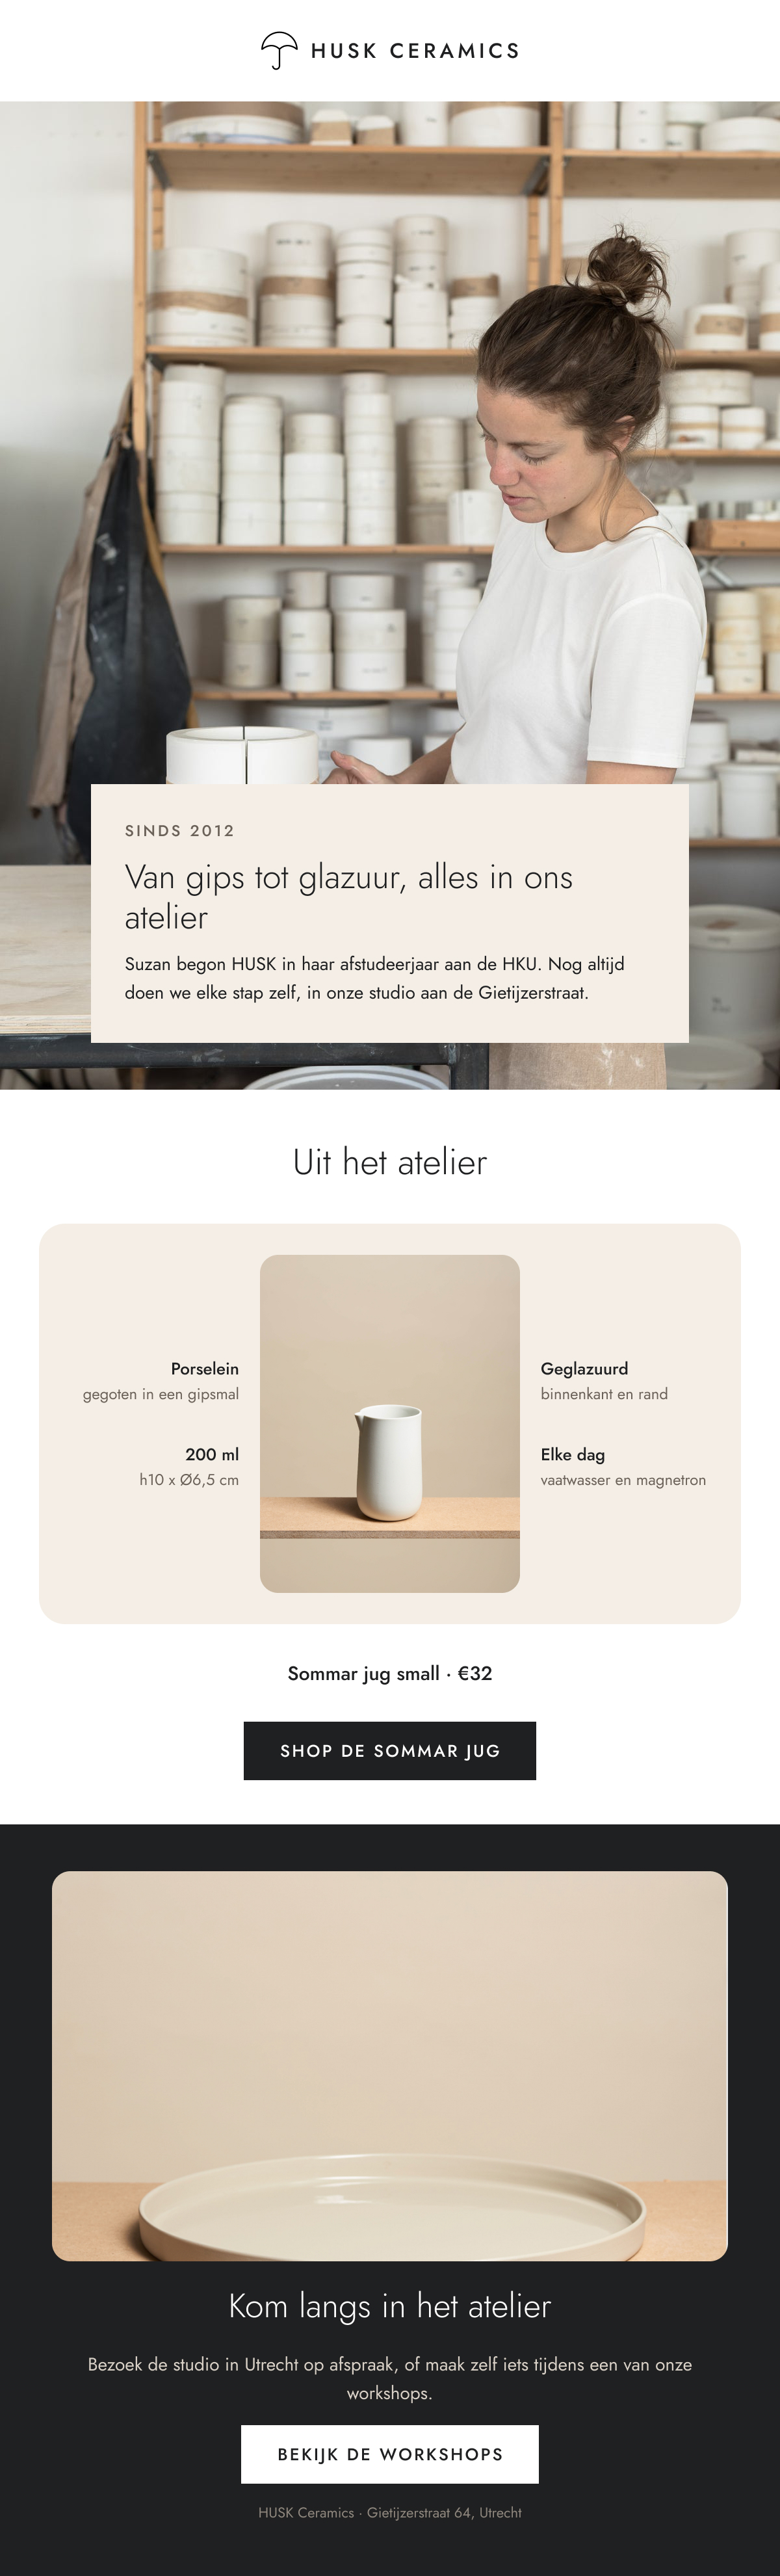 HUSK CERAMICS
SINDS 2012
Van gips tot glazuur, alles in ons
atelier
Suzan begon HUSK in haar afstudeerjaar aan de HKU. Nog altijd
doen we elke stap zelf, in onze studio aan de Gietijzerstraat.
Uit het atelier
Porselein
gegoten in een gipsmal
200 ml
h10 x Ø6,5 cm
Geglazuurd
binnenkant en rand
Elke dag
vaatwasser en magnetron
Sommar jug small · €32
SHOP DE SOMMAR JUG
Kom langs in het atelier
Bezoek de studio in Utrecht op afspraak, of maak zelf iets tijdens een van onze
workshops.
BEKIJK DE WORKSHOPS
HUSK Ceramics · Gietijzerstraat 64, Utrecht